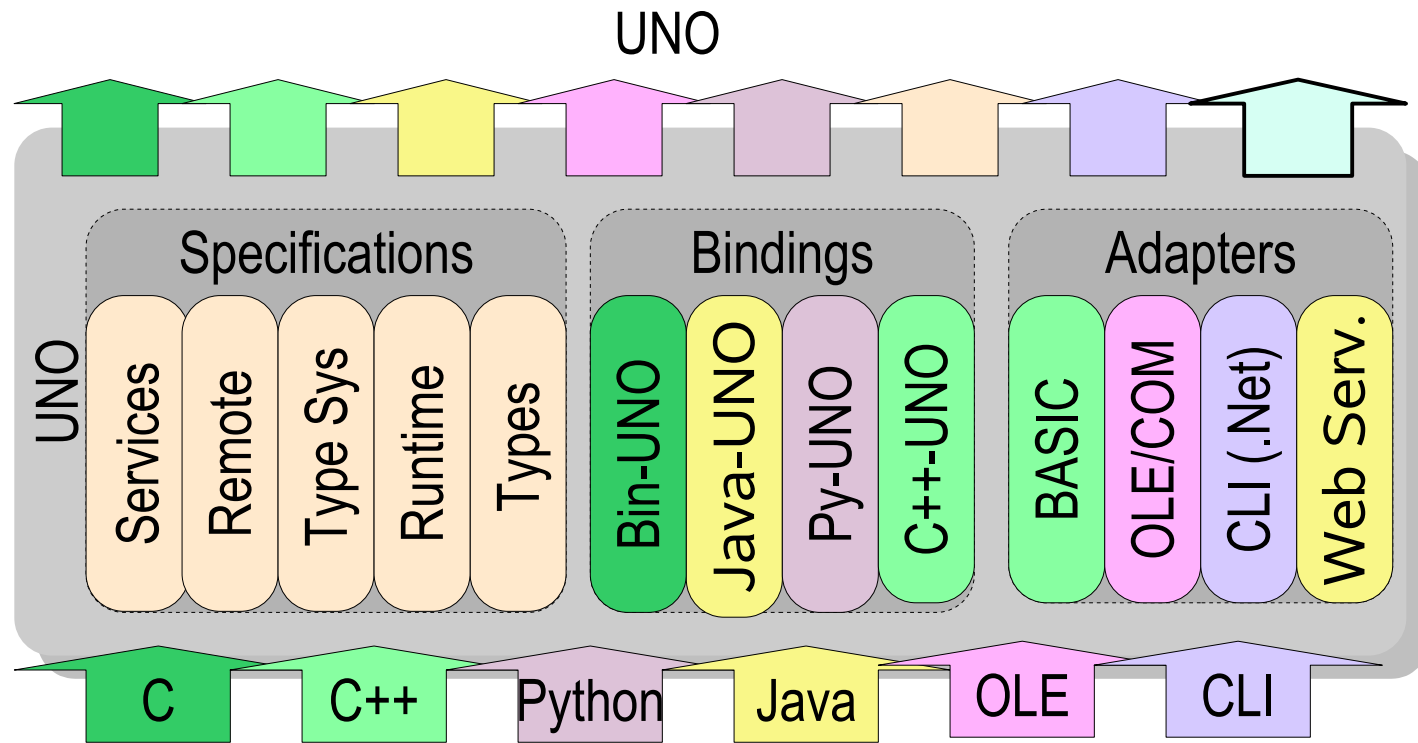 UNO
Specifications
Bindings
Adapters
UNO
Services
Remote
Type Sys
Runtime
Types
Bin-UNO
Java-UNO
Py-UNO
C++-UNO
BASIC
OLE/COM
CLI (.Net)
Web Serv.
C
C++
Python
Java
OLE
CLI